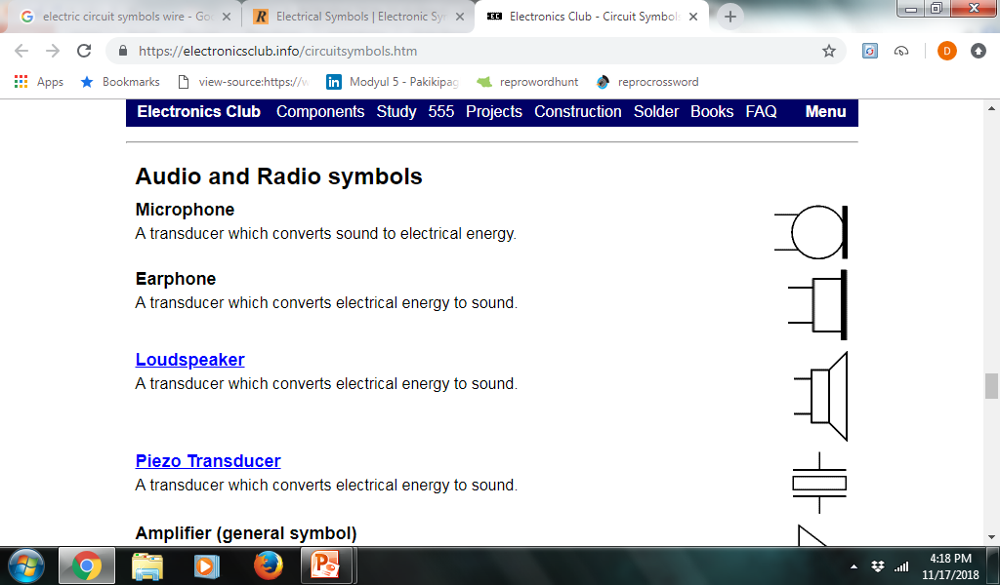 electric circuit symbols wire - Go
Electrical Symbols | Electronic Sy
Electronics Club - Circuit Symbols
https://electronicsclub.info/circuitsymbols.htm
D
Apps
Bookmarks
view-source:https://w
Modyul 5 - Pakikipag
reprowordhunt
reprocrossword
Electronics Club Components Study 555 Projects Construction Solder Books FAQ Menu
Audio and Radio symbols
Microphone
A transducer which converts sound to electrical energy.
Earphone
A transducer which converts electrical energy to sound.
Loudspeaker
A transducer which converts electrical energy to sound.
Piezo Transducer
A transducer which converts electrical energy to sound.
Amplifier (general symbol)
4:18 PM
11/17/2018